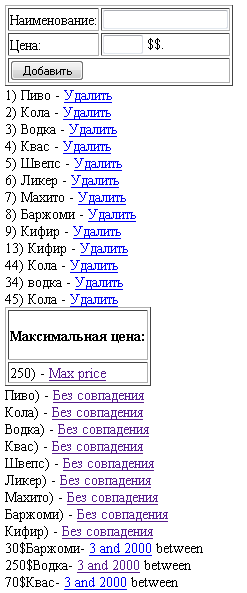 Наименование:
Цена: $$.
Добавить
1) Пиво - Удалить
2) Кола - Удалить
3) Водка - Удалить
4) Квас - Удалить
5) Швепс - Удалить
6) Ликер - Удалить
7) Махито - Удалить
8) Баржоми - Удалить
9) Кифир - Удалить
13) Кифир - Удалить
44) Кола - Удалить
34) водка - Удалить
45) Кола - Удалить
Максимальная цена:
250) - Max price
Пиво) - Без совпадения
Кола) - Без совпадения
Водка) - Без совпадения
Квас) - Без совпадения
Швепс) - Без совпадения
Ликер) - Без совпадения
Махито) - Без совпадения
Баржоми) - Без совпадения
Кифир) - Без совпадения
30$Баржоми- 3 and 2000 between
250$Водка- 3 and 2000 between
70$Квас- 3 and 2000 between